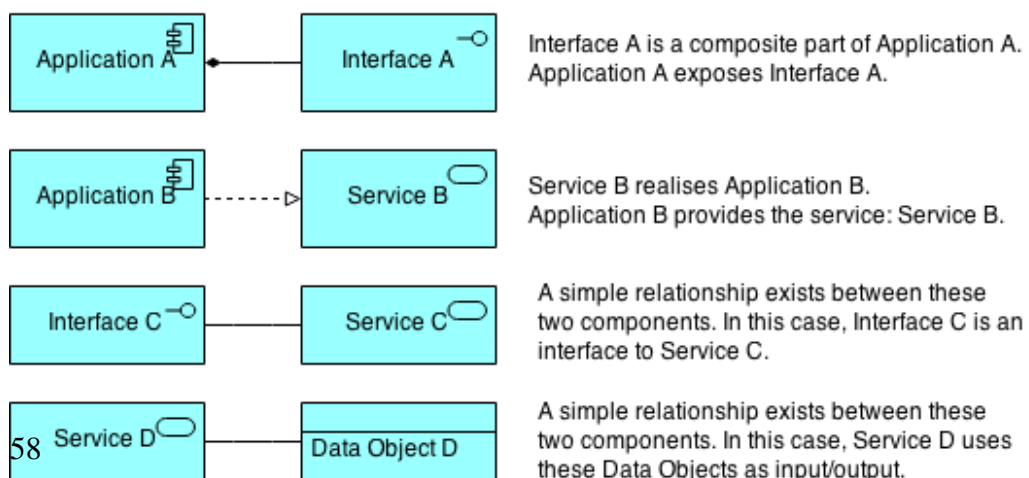 Application A
Interface A
Interface A is a composite part of Application A.
Application A exposes Interface A.
Application B
Service B
Service B realises Application B.
Application B provides the service: Service B.
Interface C
Service C
A simple relationship exists between these
two components. In this case, Interface C is an
interface to Service C.
58
Service D
Data Object D
A simple relationship exists between these
two components. In this case, Service D uses
these Data Objects as input/output.